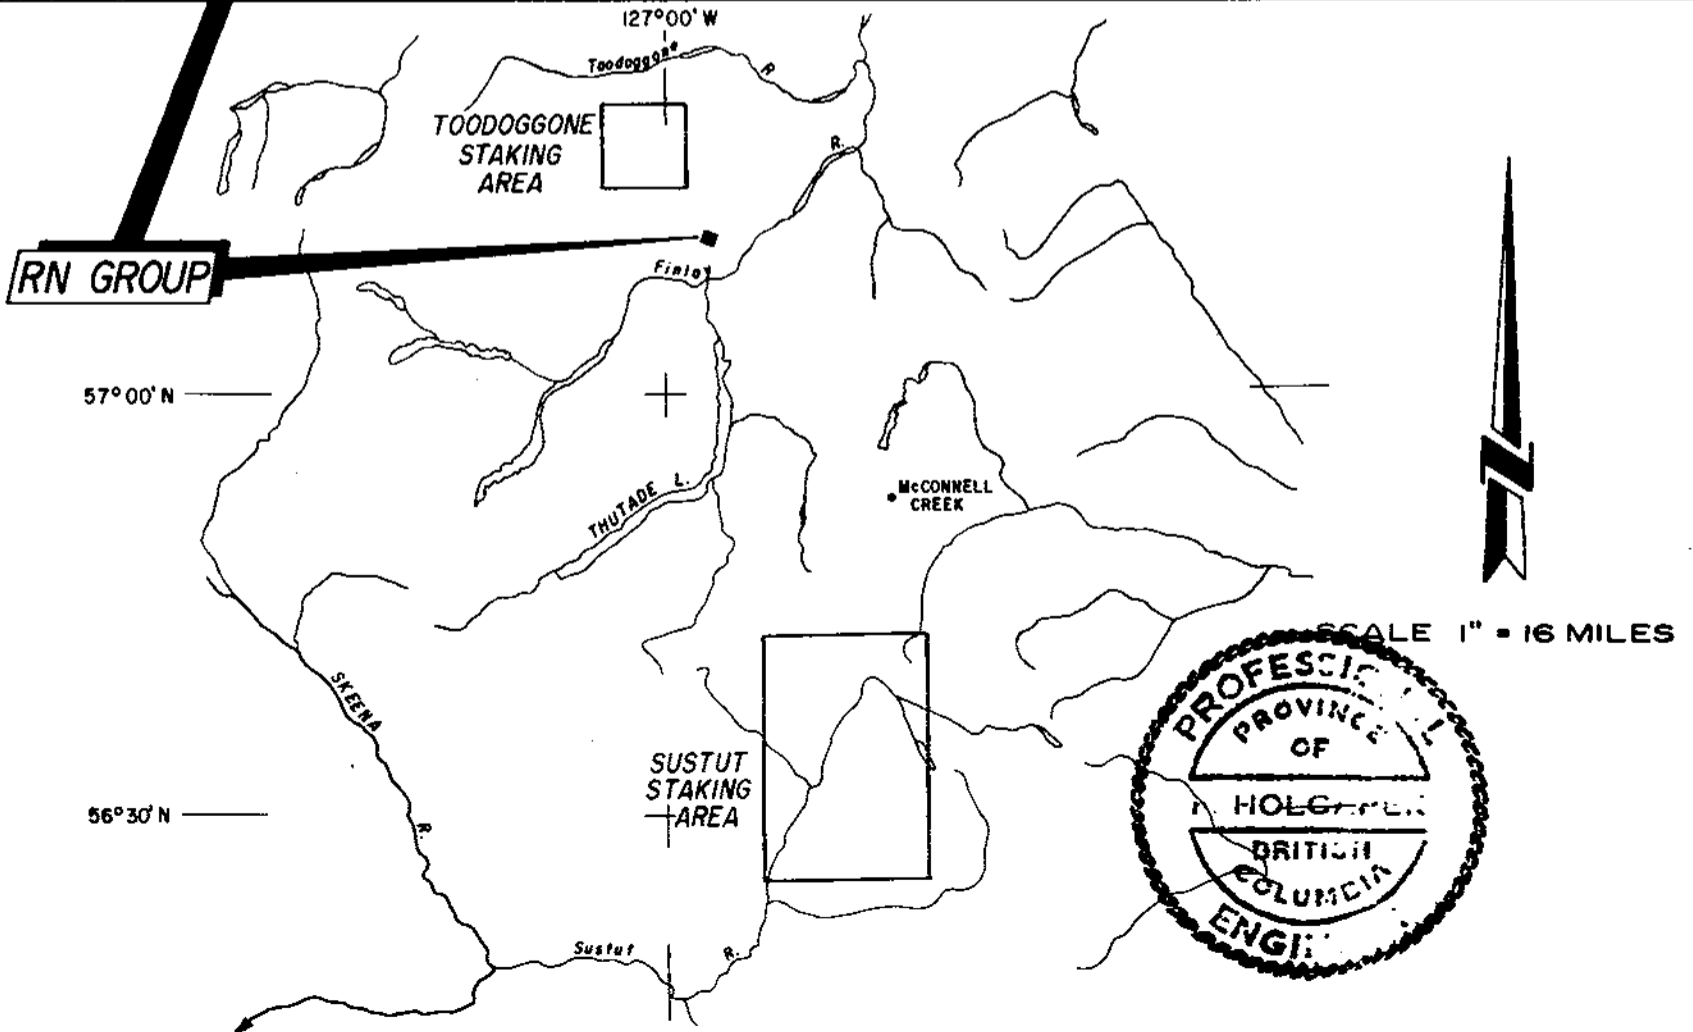 127°00' W
Toodoggone
R.
TOODOGGONE
STAKING
AREA
R.
RN GROUP
Finlay
57°00' N
THUTADE L.
McCONNELL
CREEK
N
SCALE 1" = 16 MILES
SKEENA
R.
SUSTUT
STAKING
AREA
56°30' N
Sustut
R.
PROVINCE
OF
BRITISH
COLUMBIA